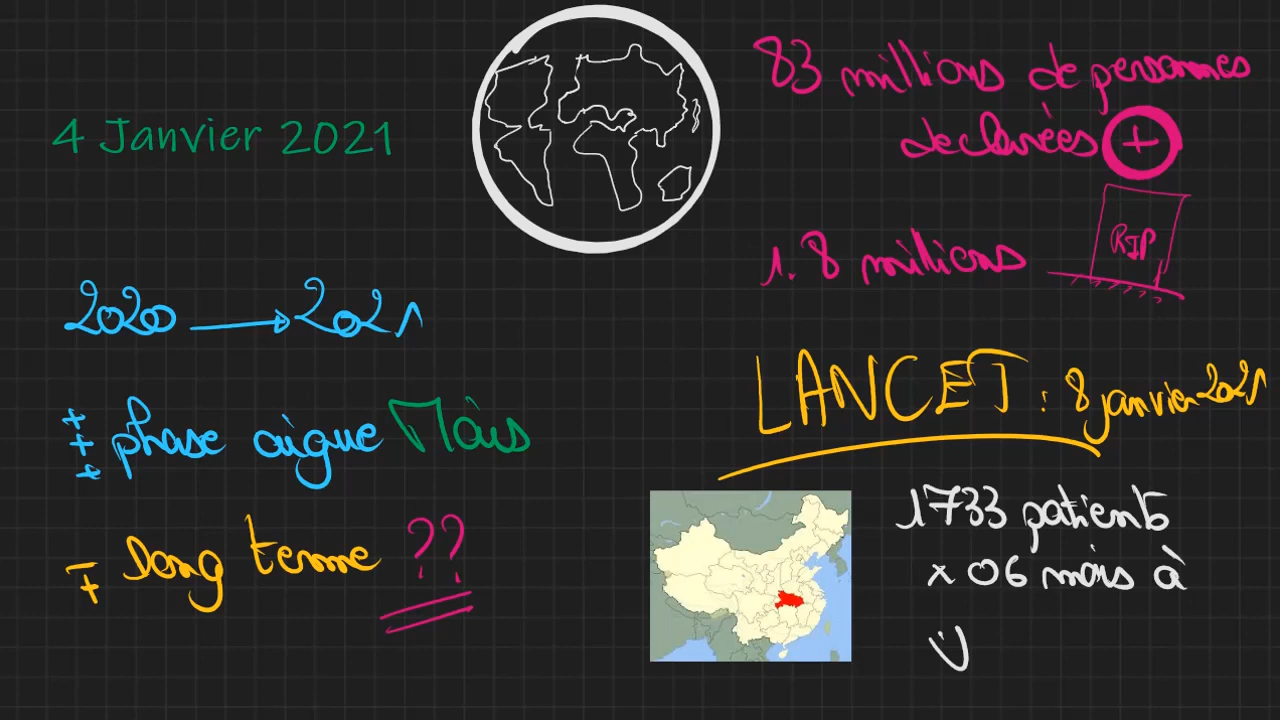 4 Janvier 2021
83 millions de personnes
declarées +
1.8 millions
RIP
2020 → 2021
+++ phase aigue Mais
∓ long terme ??
LANCET : 8 janvier 2021
1733 patients
x 06 mois à